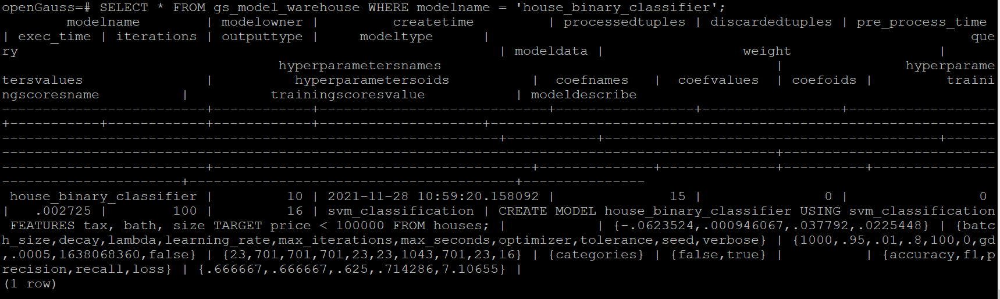 openGauss=# SELECT * FROM gs_model_warehouse WHERE modelname = 'house_binary_classifier';
        modelname         | modelowner |         createtime         | processedtuples | discardedtuples | pre_process_time
| exec_time | iterations | outputtype |     modeltype      |                                                            que
ry                                                            | modeldata |                 weight                  |
                                  hyperparametersnames                                          |               hyperparame
tersvalues               |          hyperparametersoids          |  coefnames   |  coefvalues  | coefoids |         traini
ngscoresname          |          trainingscoresvalue           | modeldescribe
--------------------------+------------+----------------------------+-----------------+-----------------+------------------
+-----------+------------+------------+--------------------+--------------------------------------------------------------
--------------------------------------------------------------+-----------+-----------------------------------------+------
------------------------------------------------------------------------------------------------+--------------------------
-------------------------+---------------------------------------+--------------+--------------+----------+----------------
----------------------+----------------------------------------+---------------
 house_binary_classifier |         10 | 2021-11-28 10:59:20.158092 |              15 |               0 |                0
|   .002725 |        100 |         16 | svm_classification | CREATE MODEL house_binary_classifier USING svm_classification
 FEATURES tax, bath, size TARGET price < 100000 FROM houses; |           | {-.0623524,.000946067,.037792,.0225448} | {batc
h_size,decay,lambda,learning_rate,max_iterations,max_seconds,optimizer,tolerance,seed,verbose} | {1000,.95,.01,.8,100,0,gd
,.0005,1638068360,false} | {23,701,701,701,23,23,1043,701,23,16} | {categories} | {false,true} |          | {accuracy,f1,p
recision,recall,loss} | {.666667,.666667,.625,.714286,7.10655} |
(1 row)